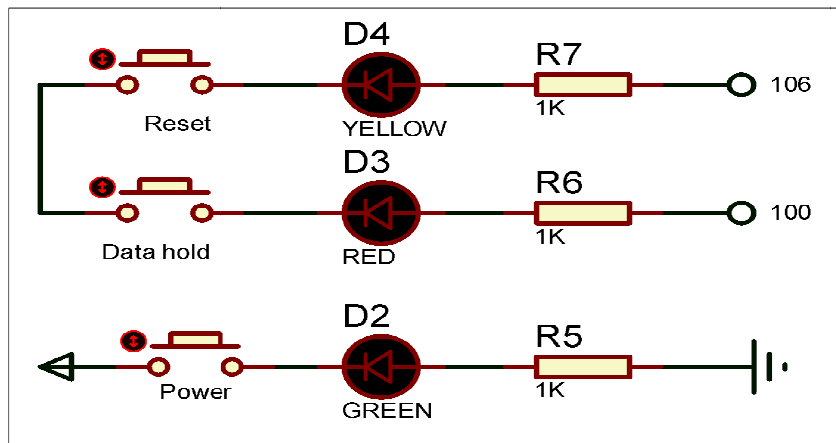 D4
R7
106
1K
Reset
YELLOW
D3
R6
100
1K
Data hold
RED
D2
R5
1K
Power
GREEN